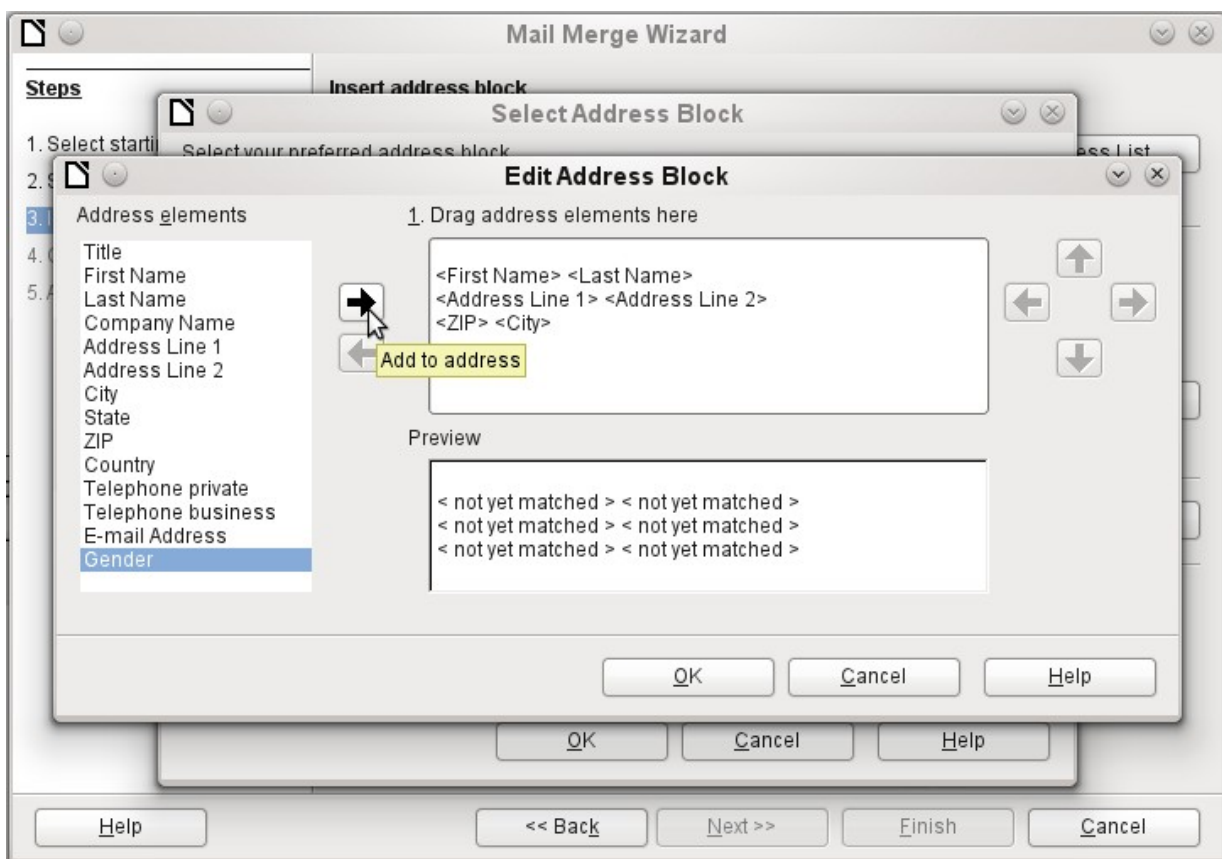 Mail Merge Wizard
Steps
Insert address block
Select Address Block
1. Select starti
Select your preferred address block
ess List
2. S
Edit Address Block
3. I
Address elements
1. Drag address elements here
4.
5. A
Title
First Name
Last Name
Company Name
Address Line 1
Address Line 2
City
State
ZIP
Country
Telephone private
Telephone business
E-mail Address
Gender
<First Name> <Last Name>
<Address Line 1> <Address Line 2>
<ZIP> <City>
Add to address
Preview
< not yet matched > < not yet matched >
< not yet matched > < not yet matched >
< not yet matched > < not yet matched >
OK Cancel Help
OK Cancel Help
Help << Back Next >> Finish Cancel